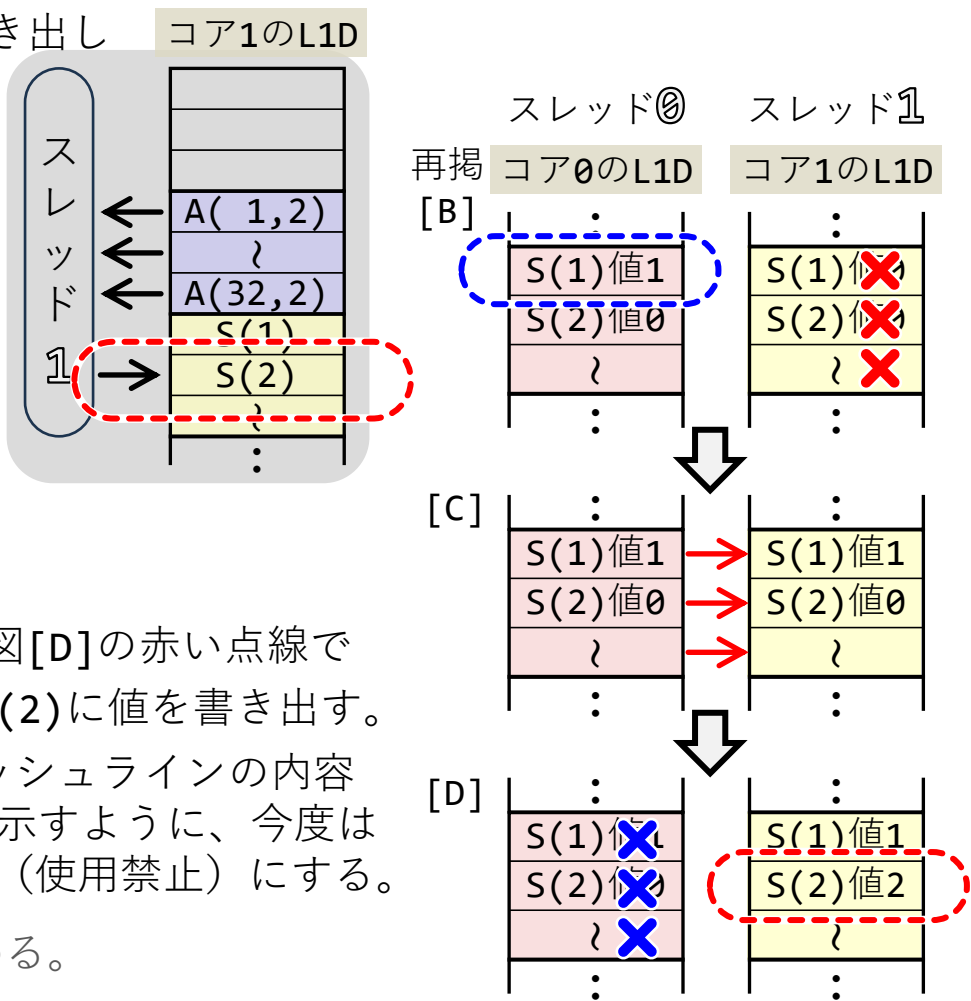 き出し
コア1のL1D
スレッド1
A( 1,2)
~
A(32,2)
S(1)
S(2)
~
:
スレッド0 スレッド1
再掲 コア0のL1D コア1のL1D
[B]
: :
S(1)値1 S(1)値0
S(2)値0 S(2)値0
~ ~
: :
[C]
: :
S(1)値1 S(1)値1
S(2)値0 S(2)値0
~ ~
: :
図[D]の赤い点線で
(2)に値を書き出す。
ッシュラインの内容
示すように、今度は
(使用禁止)にする。
る。
[D]
: :
S(1)値1 S(1)値1
S(2)値0 S(2)値2
~ ~
: :